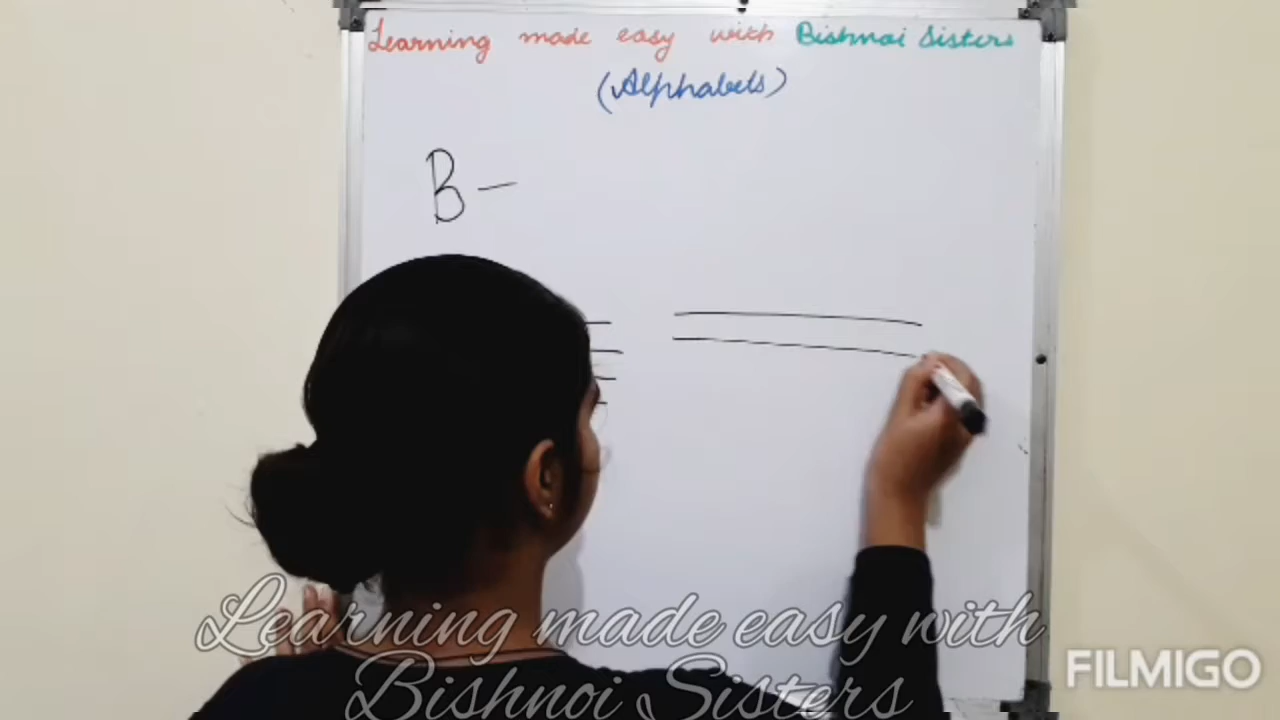 Learning made easy with Bishnoi Sisters
(Alphabets)
B –
Learning made easy with
Bishnoi Sisters
FILMIGO